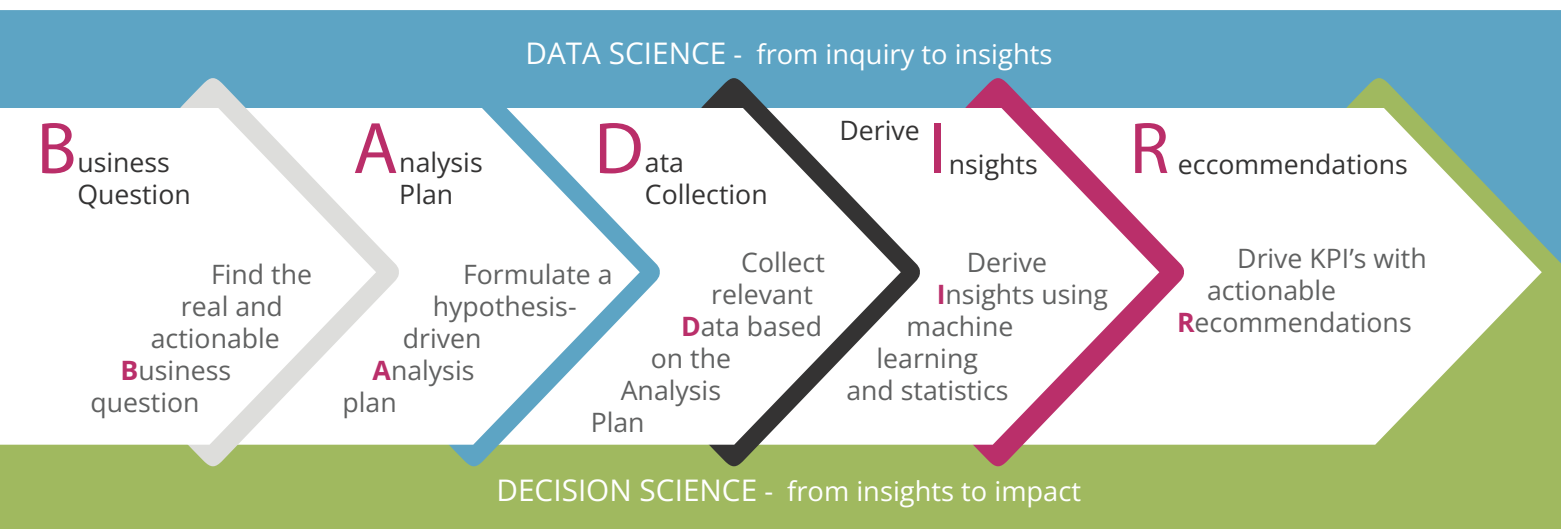 DATA SCIENCE - from inquiry to insights
Business
Question
Find the
real and
actionable
Business
question
Analysis
Plan
Formulate a
hypothesis-
driven
Analysis
plan
Data
Collection
Collect
relevant
Data based
on the
Analysis
Plan
Derive Insights
Derive
Insights using
machine
learning
and statistics
Reccommendations
Drive KPI's with
actionable
Recommendations
DECISION SCIENCE - from insights to impact